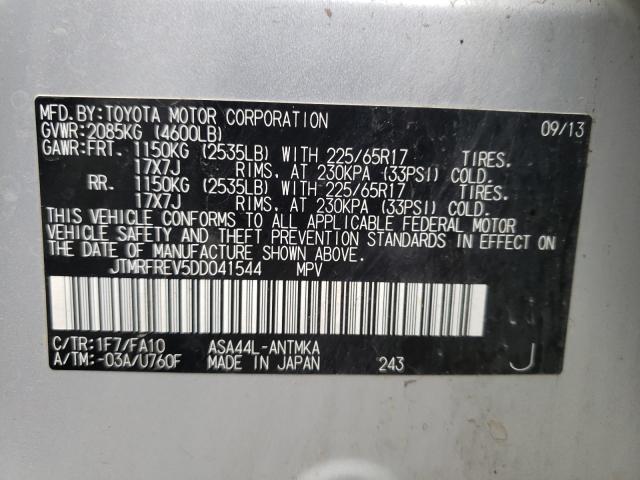 MFD. BY: TOYOTA MOTOR CORPORATION 09/13
GVWR: 2085KG (4600LB)
GAWR: FRT. 1150KG (2535LB) WITH 225/65R17 TIRES.
17X7J RIMS. AT 230KPA (33PSI) COLD.
RR. 1150KG (2535LB) WITH 225/65R17 TIRES.
17X7J RIMS. AT 230KPA (33PSI) COLD.
THIS VEHICLE CONFORMS TO ALL APPLICABLE FEDERAL MOTOR
VEHICLE SAFETY AND THEFT PREVENTION STANDARDS IN EFFECT ON
THE DATE OF MANUFACTURE SHOWN ABOVE.
JTMRFREV5DD041544 MPV
C/TR: 1F7/FA10 ASA44L-ANTMKA
A/TM: -03A/U760F MADE IN JAPAN 243 J